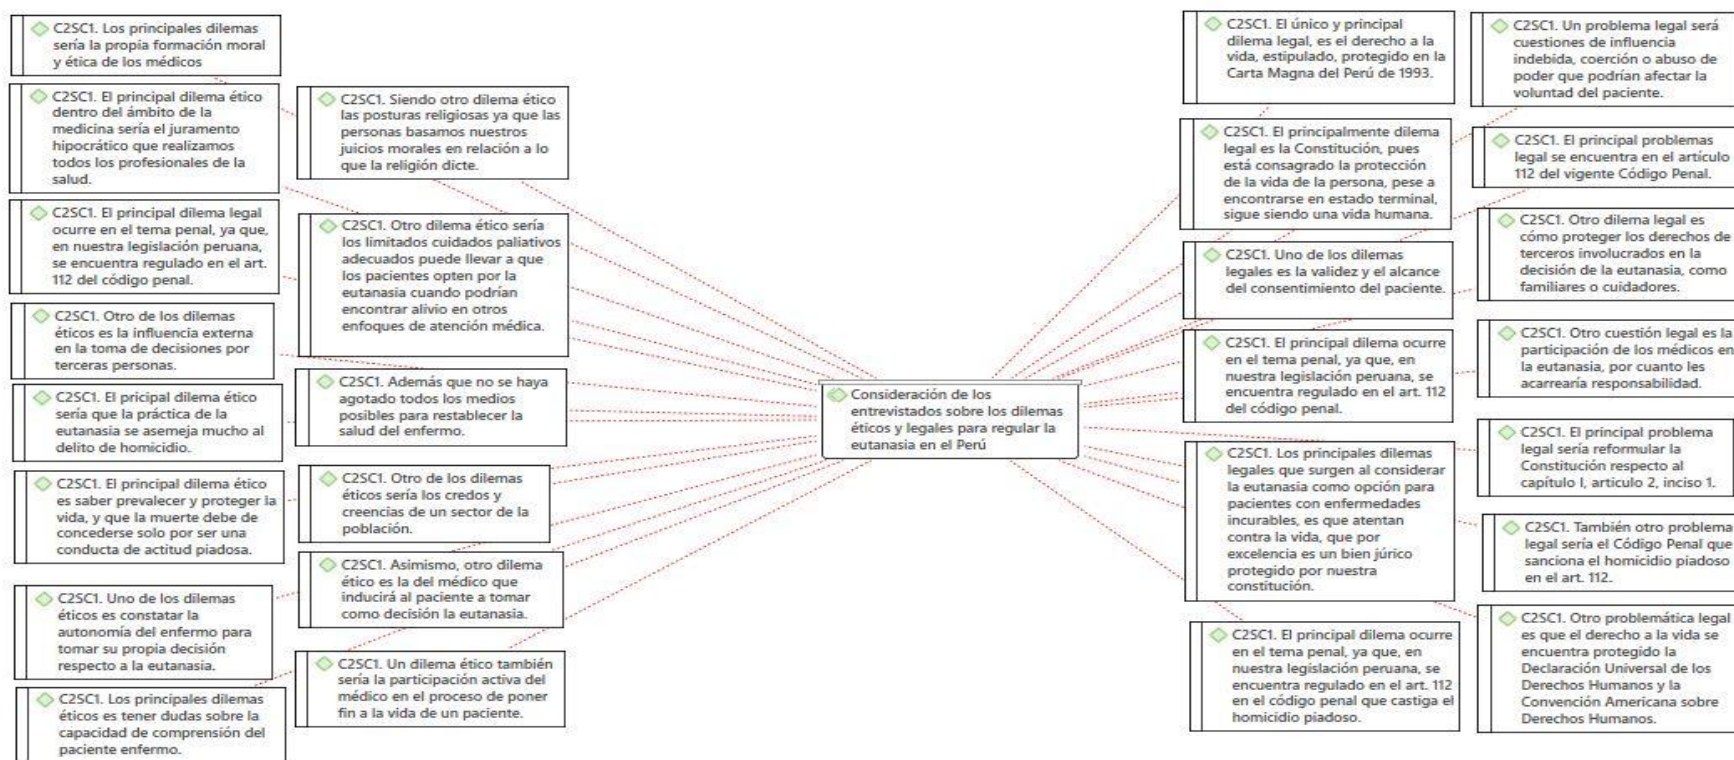 C2SC1. Los principales dilemas
sería la propia formación moral
y ética de los médicos
C2SC1. El principal dilema ético
dentro del ámbito de la
medicina sería el juramento
hipocrático que realizamos
todos los profesionales de la
salud.
C2SC1. El principal dilema legal
ocurre en el tema penal, ya que,
en nuestra legislación peruana,
se encuentra regulado en el art.
112 del código penal.
C2SC1. Otro de los dilemas
éticos es la influencia externa
en la toma de decisiones por
terceras personas.
C2SC1. El pricipal dilema ético
sería que la práctica de la
eutanasia se asemeja mucho al
delito de homicidio.
C2SC1. El principal dilema ético
es saber prevalecer y proteger la
vida, y que la muerte debe de
concederse solo por ser una
conducta de actitud piadosa.
C2SC1. Uno de los dilemas
éticos es constatar la
autonomía del enfermo para
tomar su propia decisión
respecto a la eutanasia.
C2SC1. Los principales dilemas
éticos es tener dudas sobre la
capacidad de comprensión del
paciente enfermo.
C2SC1. Siendo otro dilema ético
las posturas religiosas ya que las
personas basamos nuestros
juicios morales en relación a lo
que la religión dicte.
C2SC1. Otro dilema ético sería
los limitados cuidados paliativos
adecuados puede llevar a que
los pacientes opten por la
eutanasia cuando podrían
encontrar alivio en otros
enfoques de atención médica.
C2SC1. Además que no se haya
agotado todos los medios
posibles para restablecer la
salud del enfermo.
C2SC1. Otro de los dilemas
éticos sería los credos y
creencias de un sector de la
población.
C2SC1. Asimismo, otro dilema
ético es la del médico que
inducirá al paciente a tomar
como decisión la eutanasia.
C2SC1. Un dilema ético también
sería la participación activa del
médico en el proceso de poner
fin a la vida de un paciente.
Consideración de los
entrevistados sobre los dilemas
éticos y legales para regular la
eutanasia en el Perú
C2SC1. El único y principal
dilema legal, es el derecho a la
vida, estipulado, protegido en la
Carta Magna del Perú de 1993.
C2SC1. El principalmente dilema
legal es la Constitución, pues
está consagrado la protección
de la vida de la persona, pese a
encontrarse en estado terminal,
sigue siendo una vida humana.
C2SC1. Uno de los dilemas
legales es la validez y el alcance
del consentimiento del paciente.
C2SC1. El principal dilema ocurre
en el tema penal, ya que, en
nuestra legislación peruana, se
encuentra regulado en el art. 112
del código penal.
C2SC1. Los principales dilemas
legales que surgen al considerar
la eutanasia como opción para
pacientes con enfermedades
incurables, es que atentan
contra la vida, que por
excelencia es un bien júrico
protegido por nuestra
constitución.
C2SC1. El principal dilema ocurre
en el tema penal, ya que, en
nuestra legislación peruana, se
encuentra regulado en el art. 112
en el código penal que castiga el
homicidio piadoso.
C2SC1. Un problema legal será
cuestiones de influencia
indebida, coerción o abuso de
poder que podrían afectar la
voluntad del paciente.
C2SC1. El principal problemas
legal se encuentra en el artículo
112 del vigente Código Penal.
C2SC1. Otro dilema legal es
cómo proteger los derechos de
terceros involucrados en la
decisión de la eutanasia, como
familiares o cuidadores.
C2SC1. Otro cuestión legal es la
participación de los médicos en
la eutanasia, por cuanto les
acarrearía responsabilidad.
C2SC1. El principal problema
legal sería reformular la
Constitución respecto al
capítulo I, articulo 2, inciso 1.
C2SC1. También otro problema
legal sería el Código Penal que
sanciona el homicidio piadoso
en el art. 112.
C2SC1. Otro problemática legal
es que el derecho a la vida se
encuentra protegido la
Declaración Universal de los
Derechos Humanos y la
Convención Americana sobre
Derechos Humanos.